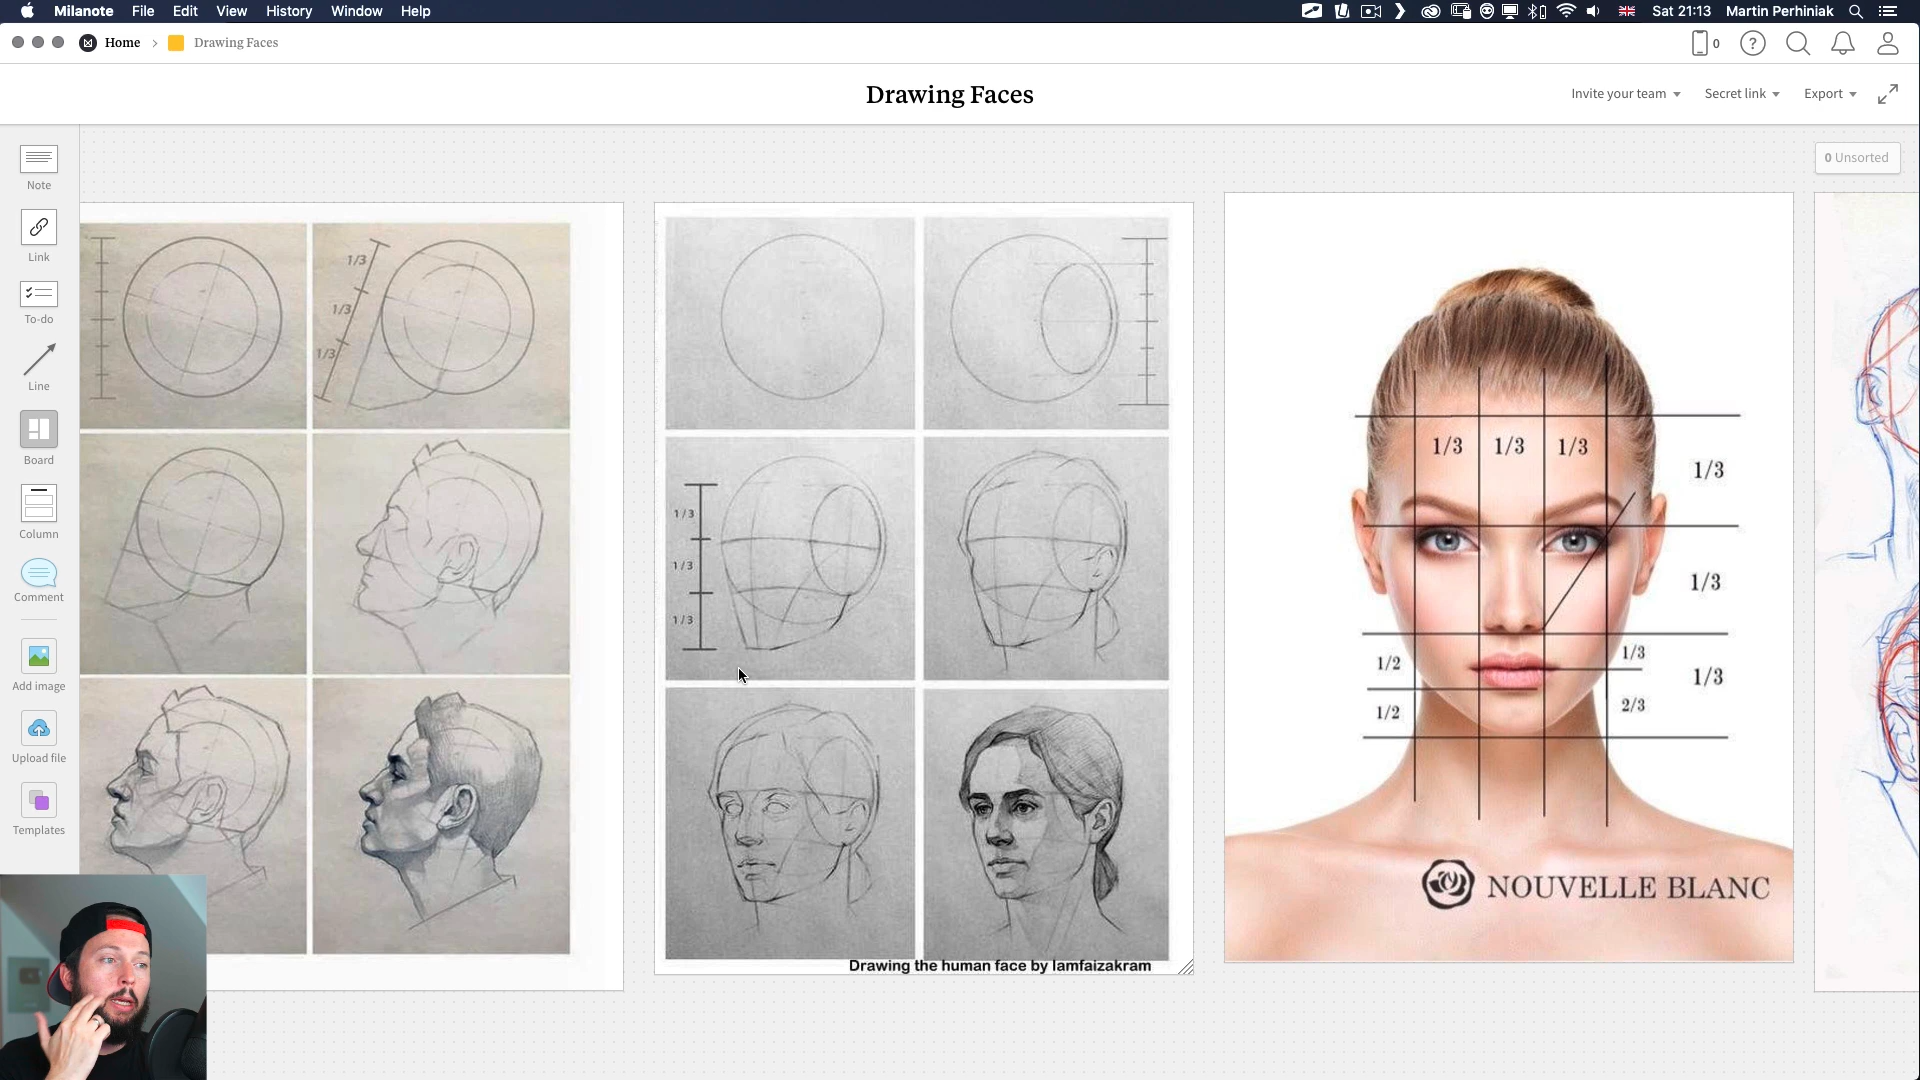 Milanote File Edit View History Window Help
Sat 21:13 Martin Perhiniak
Home Drawing Faces
0
Drawing Faces
Invite your team Secret link Export
0 Unsorted
Note
Link
To-do
Line
Board
Column
Comment
Add image
Upload file
Templates
1/3
1/3
1/3
1/3
1/3
1/3
Drawing the human face by Iamfaizakram
1/3 1/3 1/3
1/3
1/3
1/2
1/3
1/3
1/2
2/3
NOUVELLE BLANC